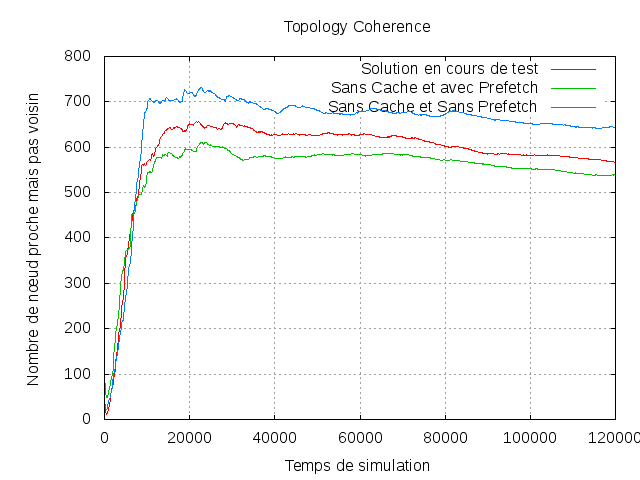 Topology Coherence
Solution en cours de test
Sans Cache et avec Prefetch
Sans Cache et Sans Prefetch
Nombre de nœud proche mais pas voisin
800
700
600
500
400
300
200
100
0
0 20000 40000 60000 80000 100000 120000
Temps de simulation